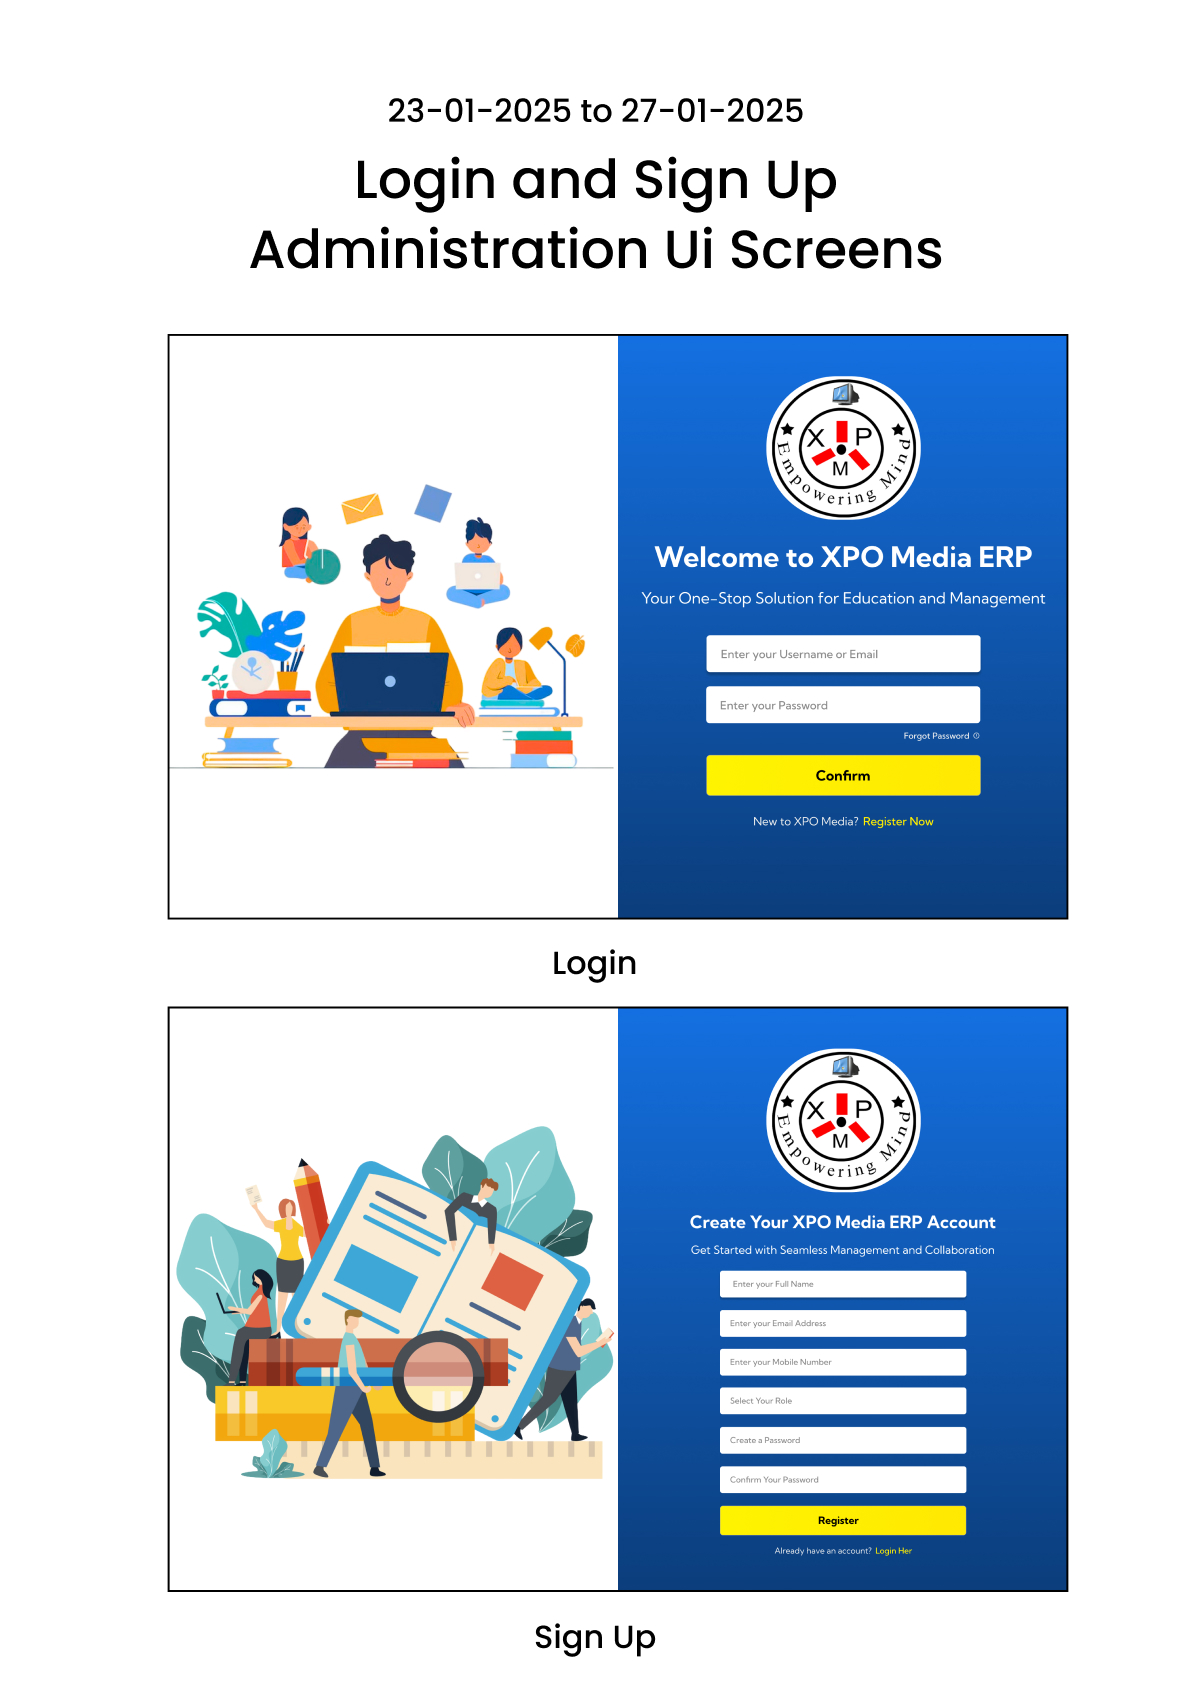 23-01-2025 to 27-01-2025
Login and Sign Up
Administration Ui Screens
X P
M
Empowering Mind
Welcome to XPO Media ERP
Your One-Stop Solution for Education and Management
Enter your Username or Email
Enter your Password
Forgot Password
Confirm
New to XPO Media? Register Now
Login
X P
M
Empowering Mind
Create Your XPO Media ERP Account
Get Started with Seamless Management and Collaboration
Enter your Full Name
Enter your Email Address
Enter your Mobile Number
Select Your Role
Create a Password
Confirm Your Password
Register
Already have an account? Login Her
Sign Up